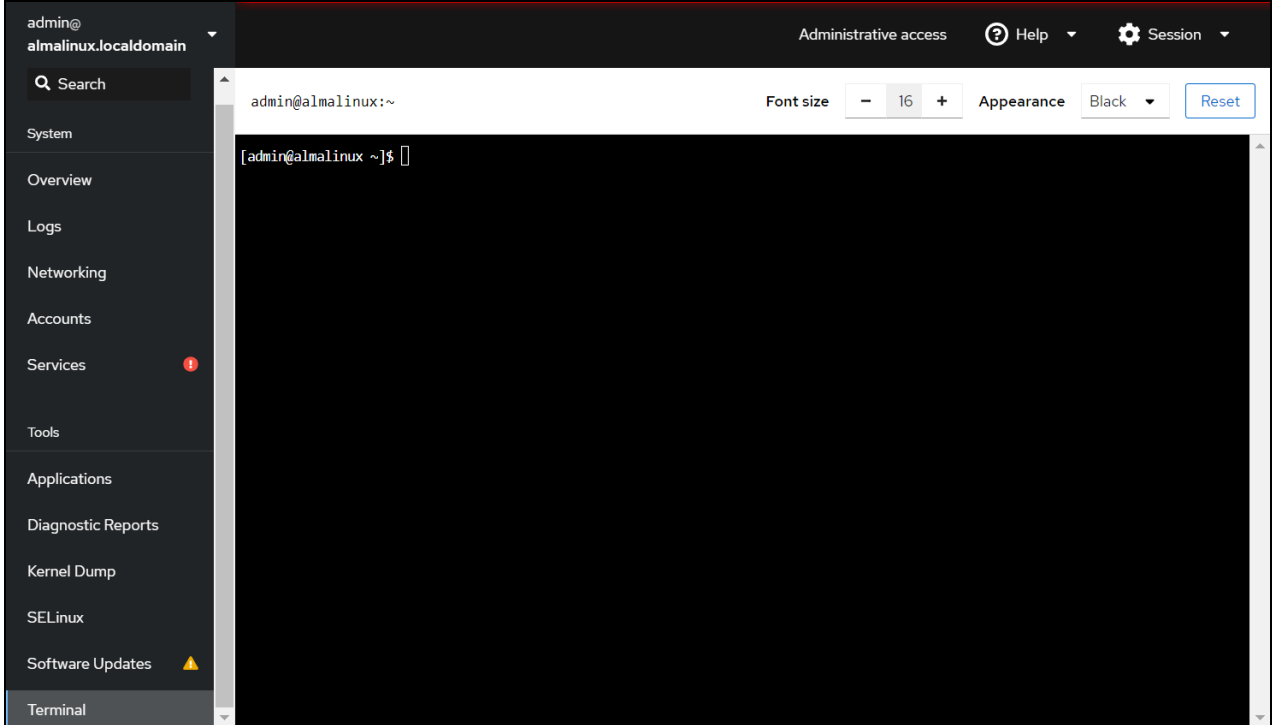 admin@
almalinux.localdomain
Administrative access
Help
Session
Search
System
Overview
Logs
Networking
Accounts
Services
Tools
Applications
Diagnostic Reports
Kernel Dump
SELinux
Software Updates
Terminal
admin@almalinux:~
Font size
16
Appearance
Black
Reset
[admin@almalinux ~]$